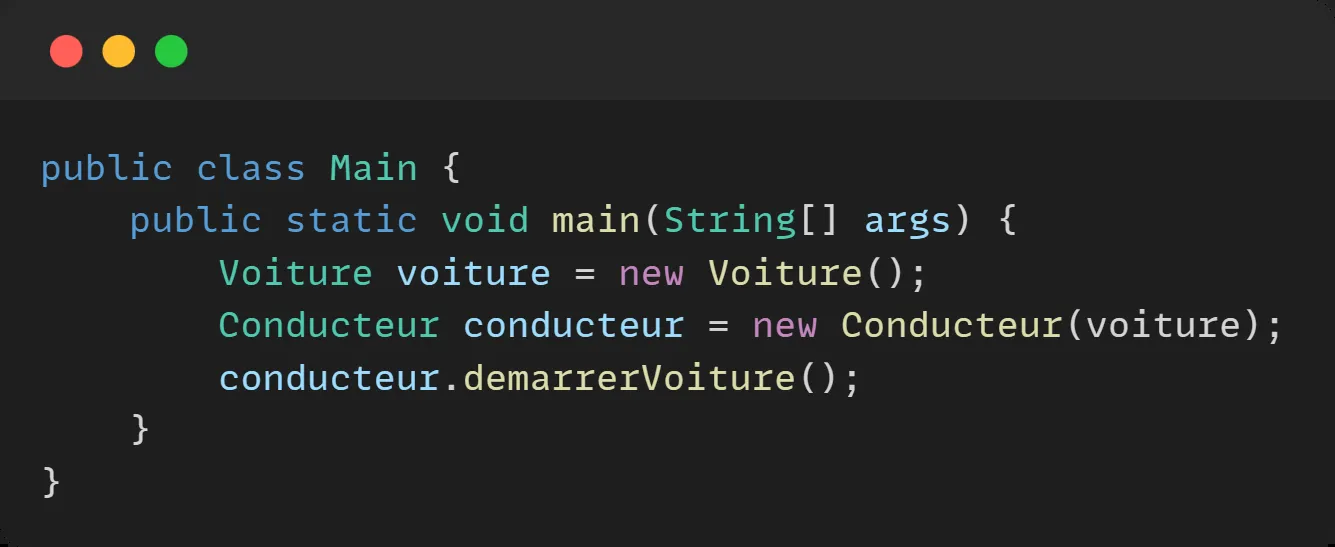 public class Main {
    public static void main(String[] args) {
        Voiture voiture = new Voiture();
        Conducteur conducteur = new Conducteur(voiture);
        conducteur.demarrerVoiture();
    }
}